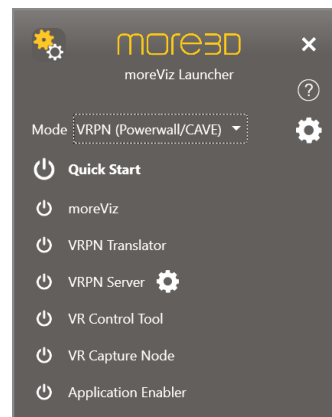 more3D
moreViz Launcher
Mode VRPN (Powerwall/CAVE)
Quick Start
moreViz
VRPN Translator
VRPN Server
VR Control Tool
VR Capture Node
Application Enabler